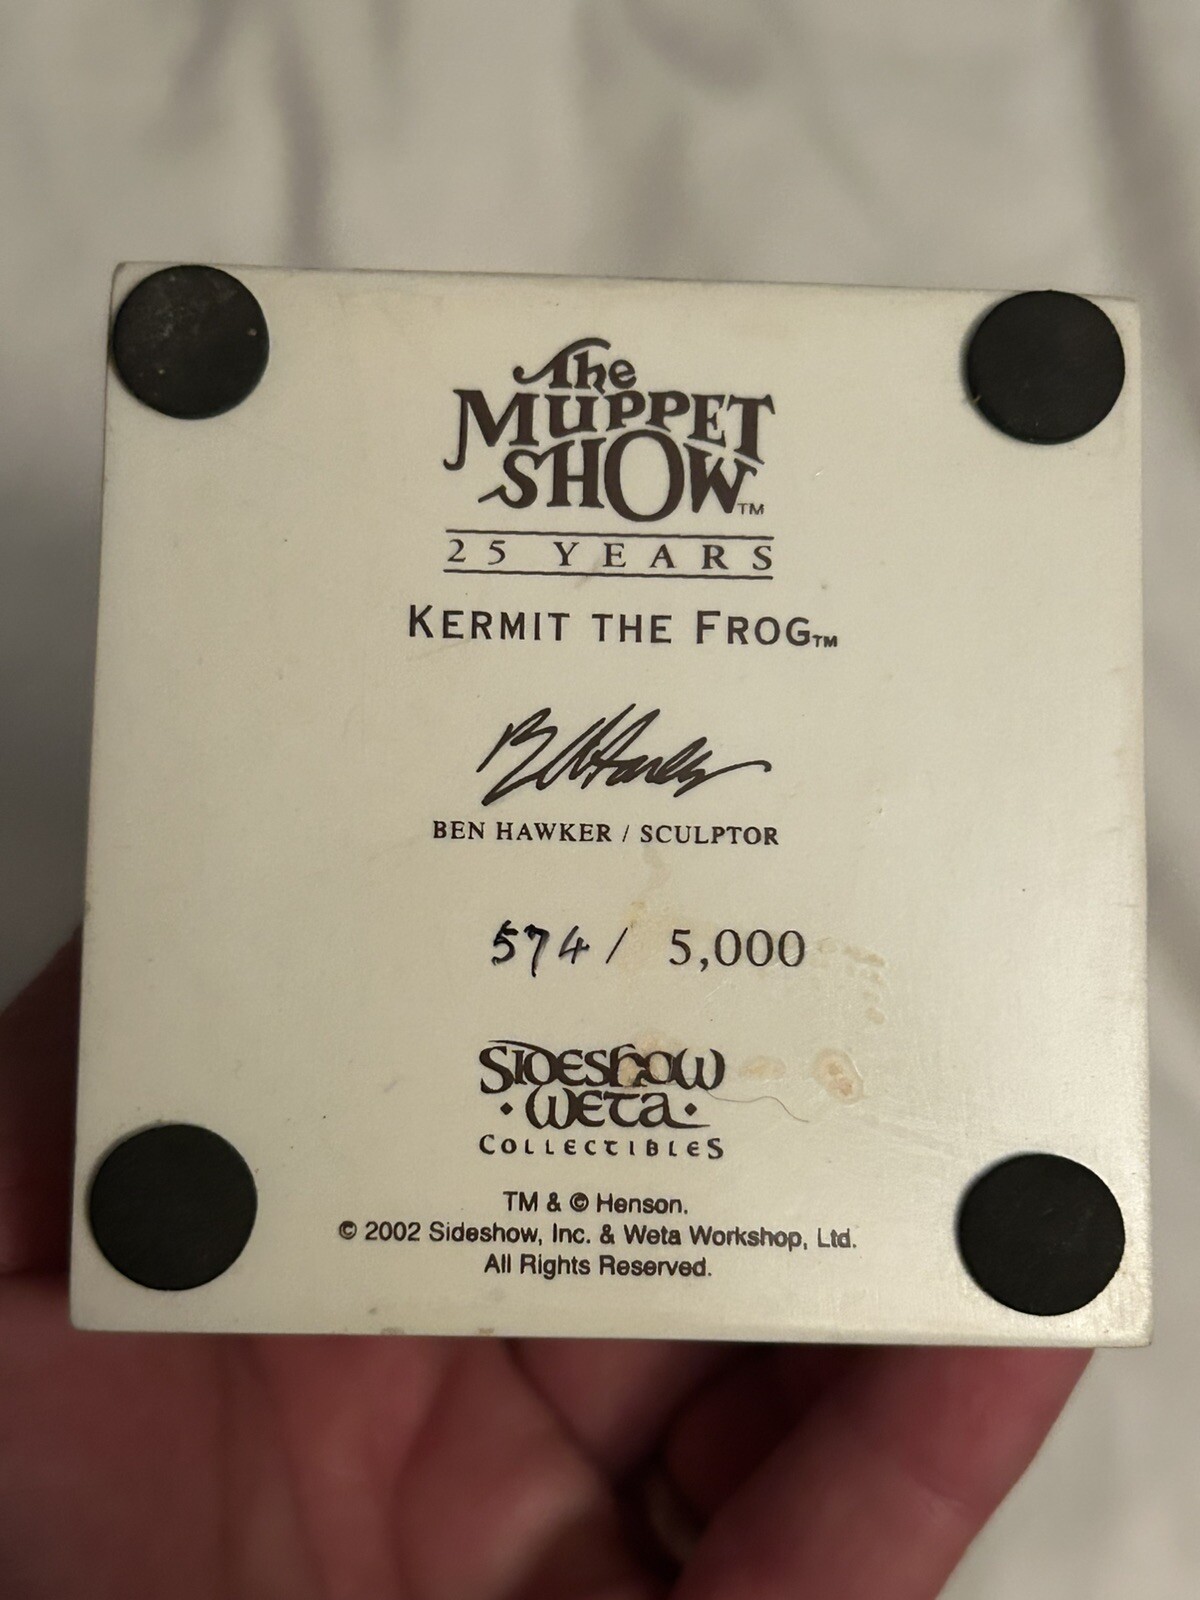 The
MUPPET
SHOW™
25 YEARS
KERMIT THE FROG™
BEN HAWKER / SCULPTOR
574 / 5,000
SIDESHOW
• WETA •
COLLECTIBLES
TM & © Henson.
© 2002 Sideshow, Inc. & Weta Workshop, Ltd.
All Rights Reserved.